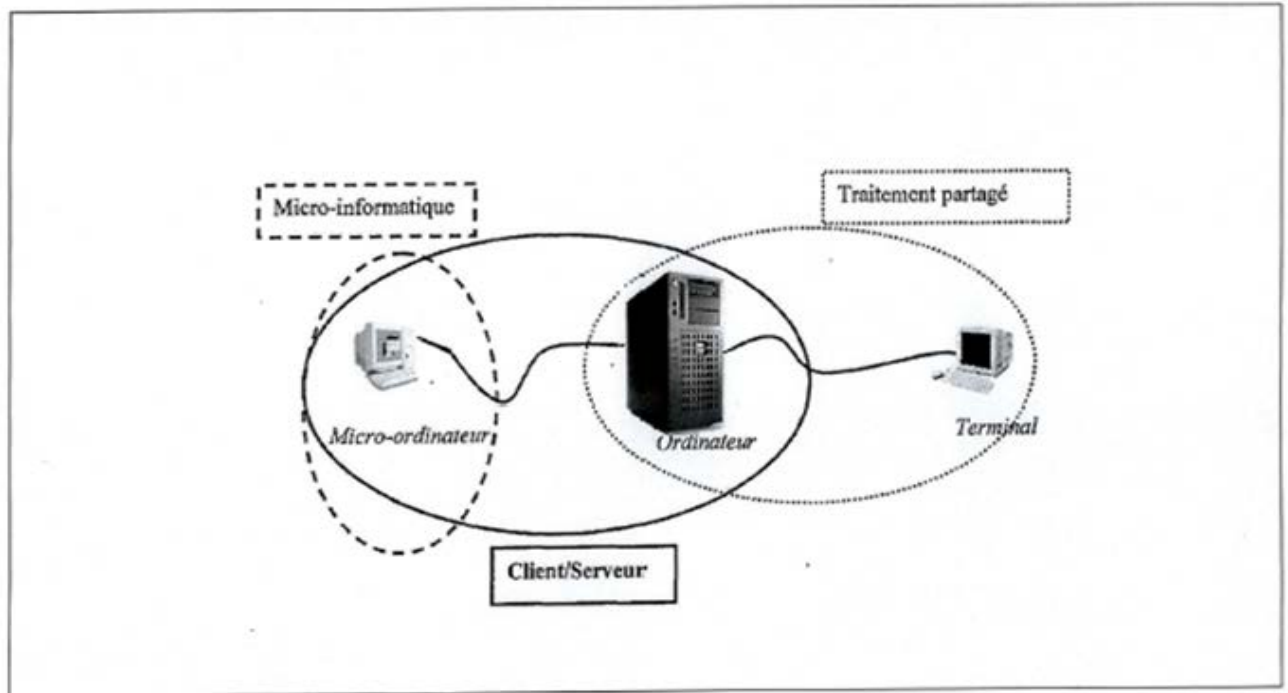 Micro-informatique
Traitement partagé
Micro-ordinateur
Ordinateur
Terminal
Client/Serveur